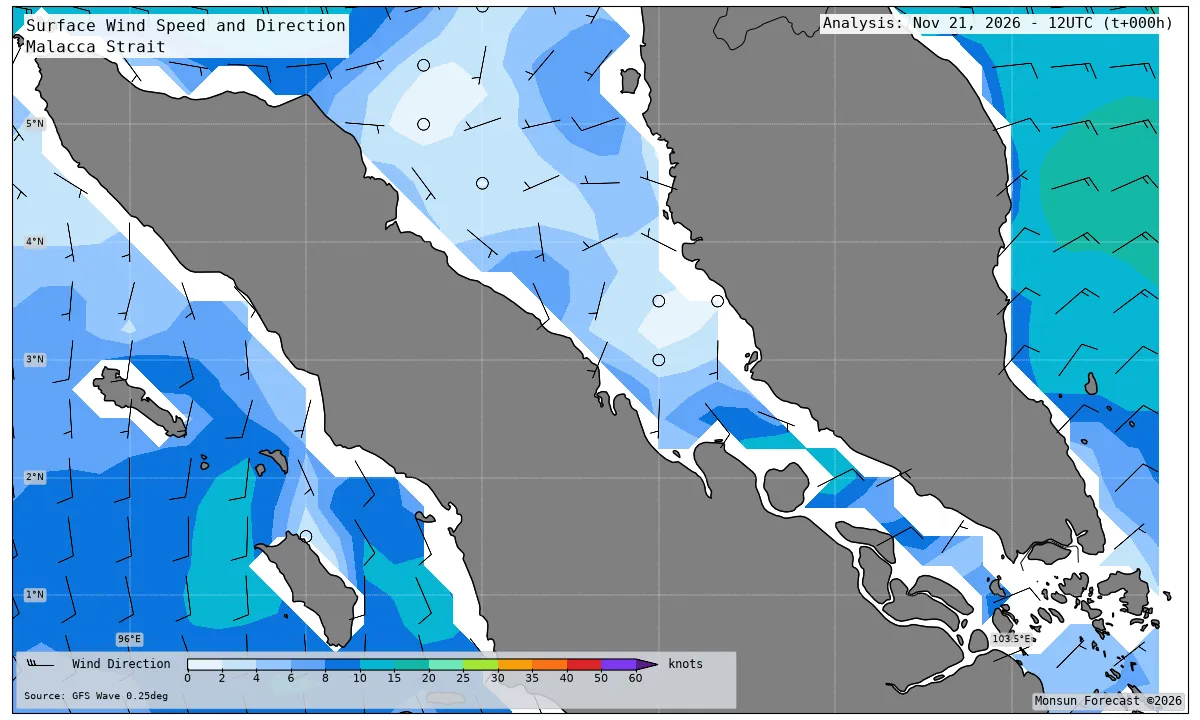 Surface Wind Speed and Direction
Malacca Strait
Analysis: Nov 21, 2026 - 12UTC (t+000h)
5°N
4°N
3°N
2°N
1°N
96°E
103.5°E
Wind Direction
0 2 4 6 8 10 15 20 25 30 35 40 50 60
knots
Source: GFS Wave 0.25deg
Monsun Forecast ©2026